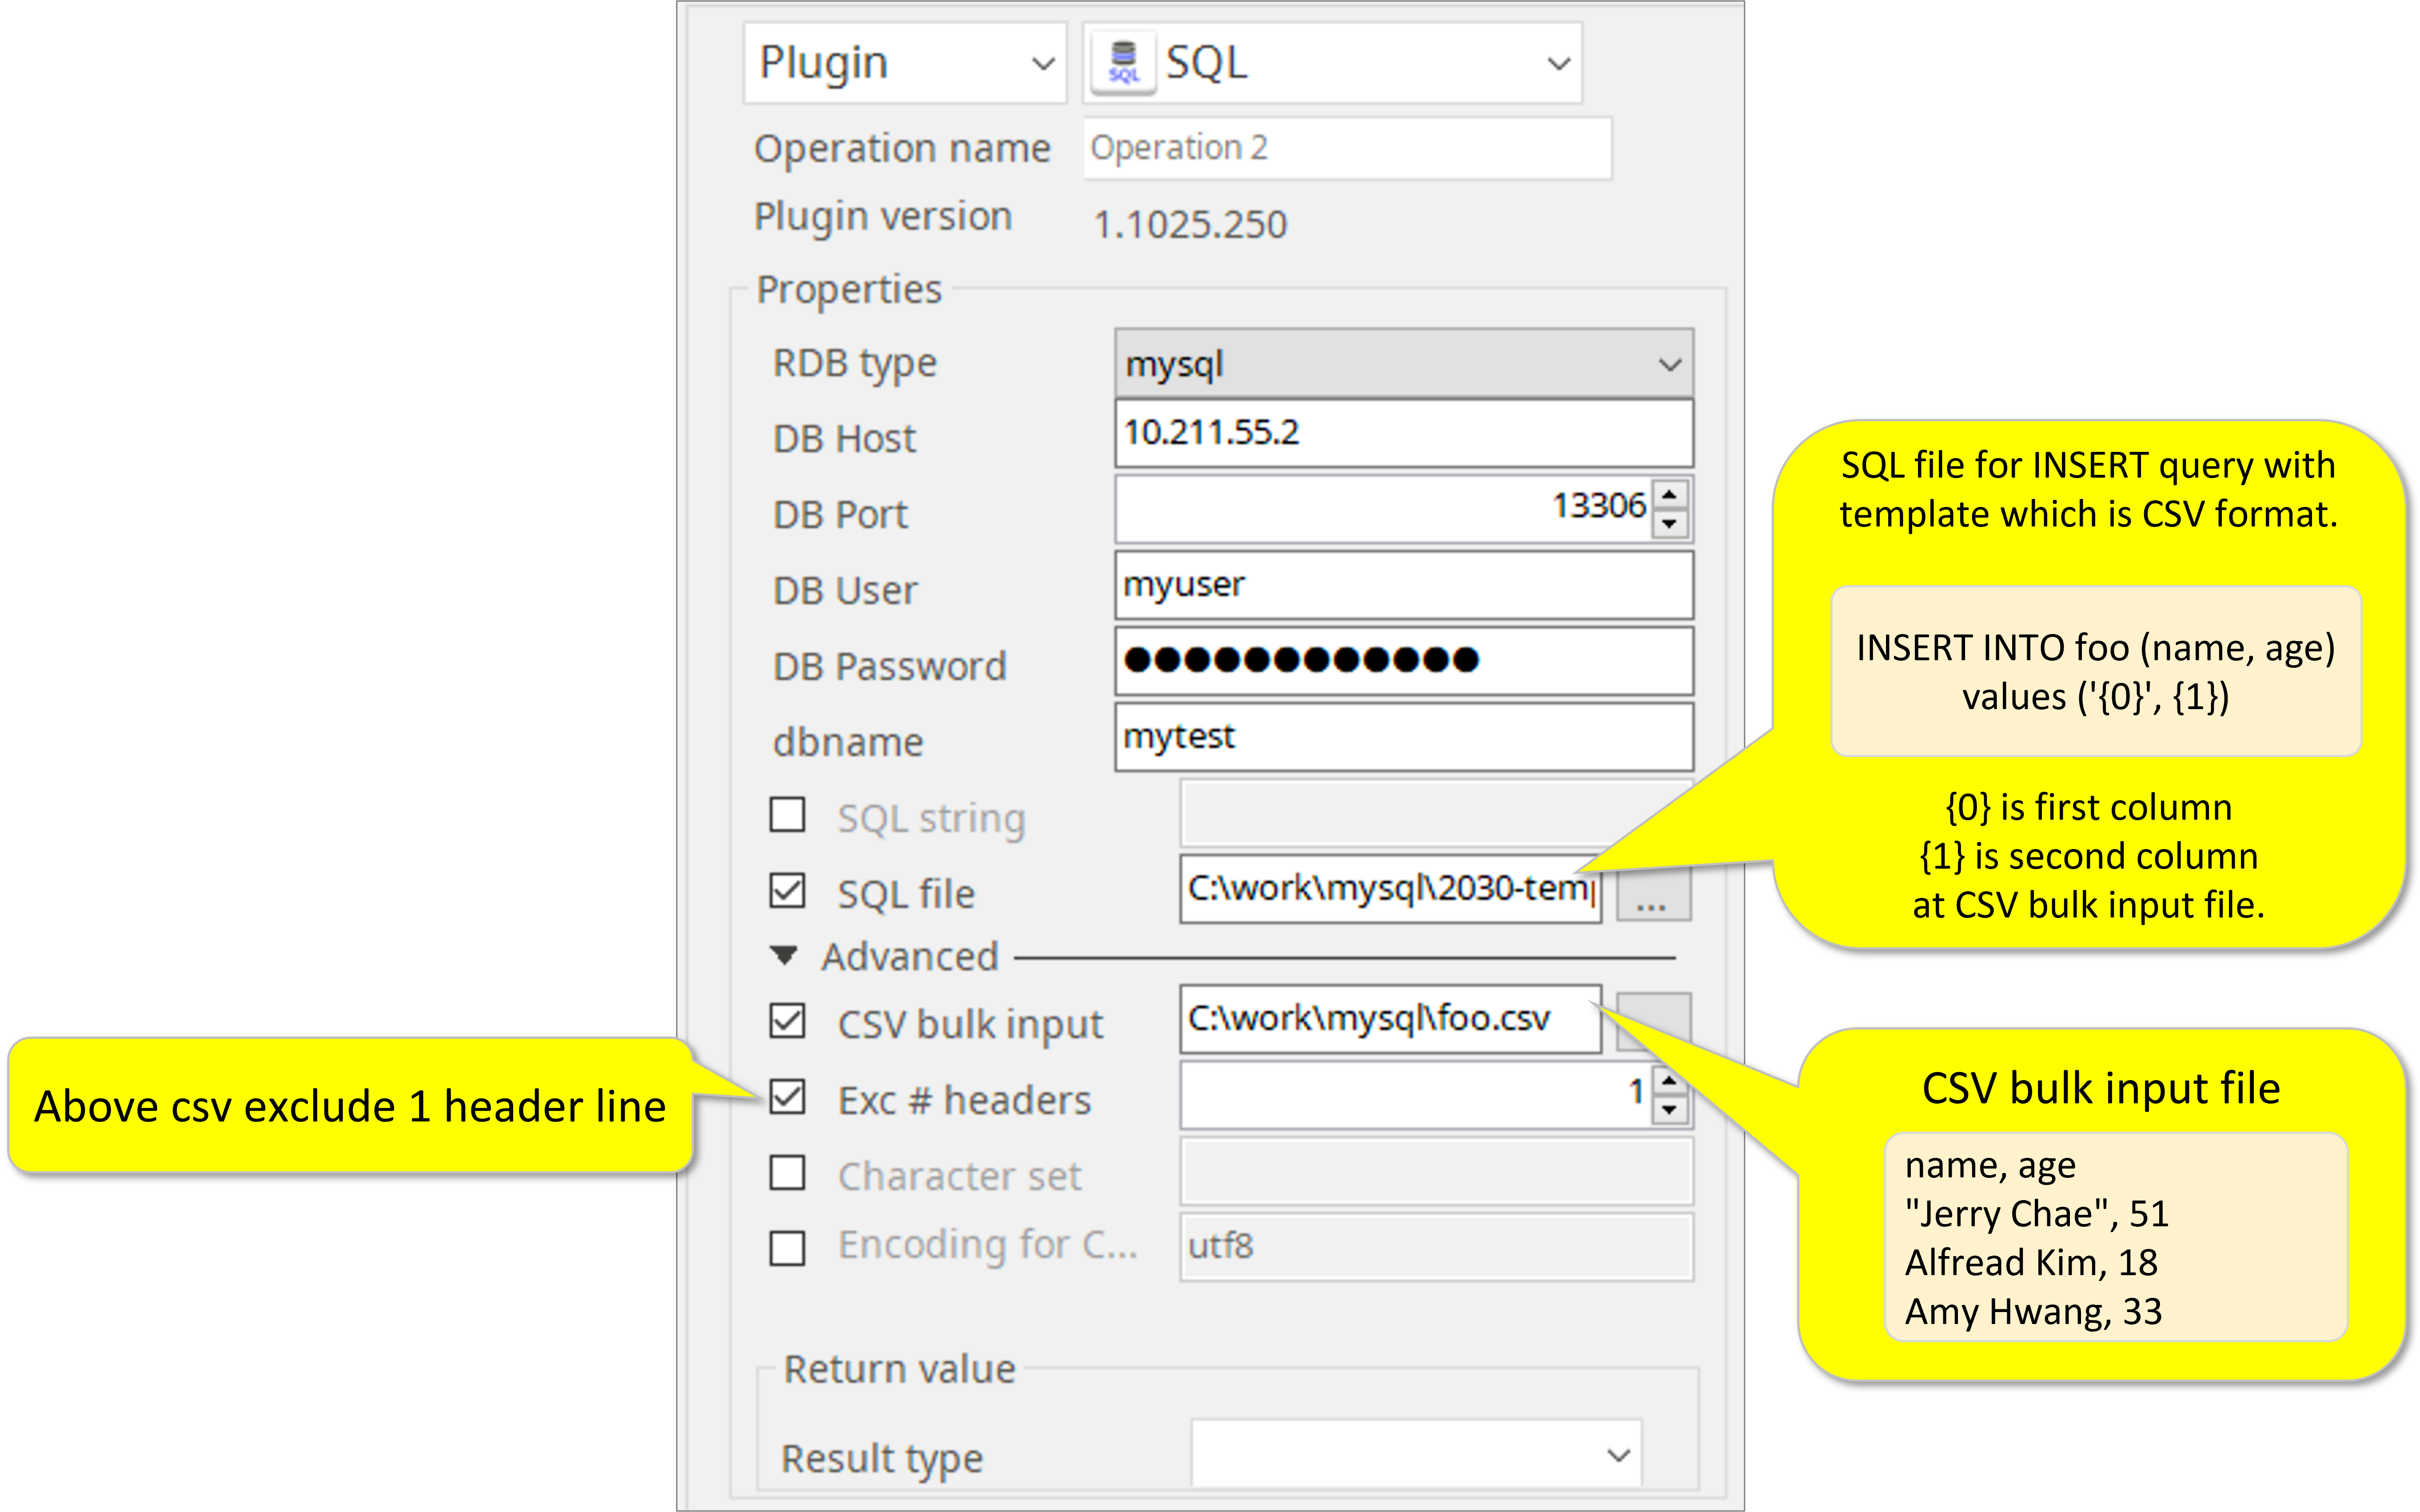 Plugin
SQL
SQL
Operation name
Operation 2
Plugin version
1.1025.250
Properties
RDB type
mysql
DB Host
10.211.55.2
DB Port
13306
DB User
myuser
DB Password
●●●●●●●●●●●●
dbname
mytest
SQL string
SQL file
C:\work\mysql\2030-temp
...
Advanced
CSV bulk input
C:\work\mysql\foo.csv
Exc # headers
1
Character set
Encoding for C...
utf8
Return value
Result type
Above csv exclude 1 header line
SQL file for INSERT query with
template which is CSV format.
INSERT INTO foo (name, age)
values ('{0}', {1})
{0} is first column
{1} is second column
at CSV bulk input file.
CSV bulk input file
name, age
"Jerry Chae", 51
Alfread Kim, 18
Amy Hwang, 33